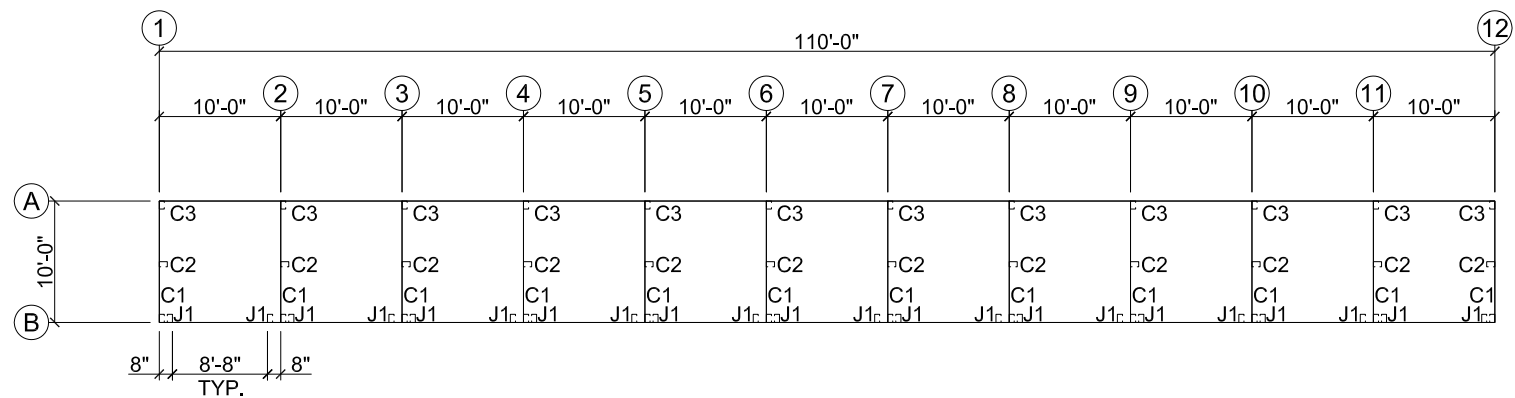 1 12
110'-0"
2 3 4 5 6 7 8 9 10 11
10'-0" 10'-0" 10'-0" 10'-0" 10'-0" 10'-0" 10'-0" 10'-0" 10'-0" 10'-0" 10'-0"
A
C3 C3 C3 C3 C3 C3 C3 C3 C3 C3 C3 C3
10'-0"
C2 C2 C2 C2 C2 C2 C2 C2 C2 C2 C2 C2
C1 C1 C1 C1 C1 C1 C1 C1 C1 C1 C1 C1
J1 J1 J1 J1 J1 J1 J1 J1 J1 J1 J1 J1 J1 J1 J1 J1 J1 J1 J1 J1 J1 J1
B
8" 8'-8" 8"
TYP.